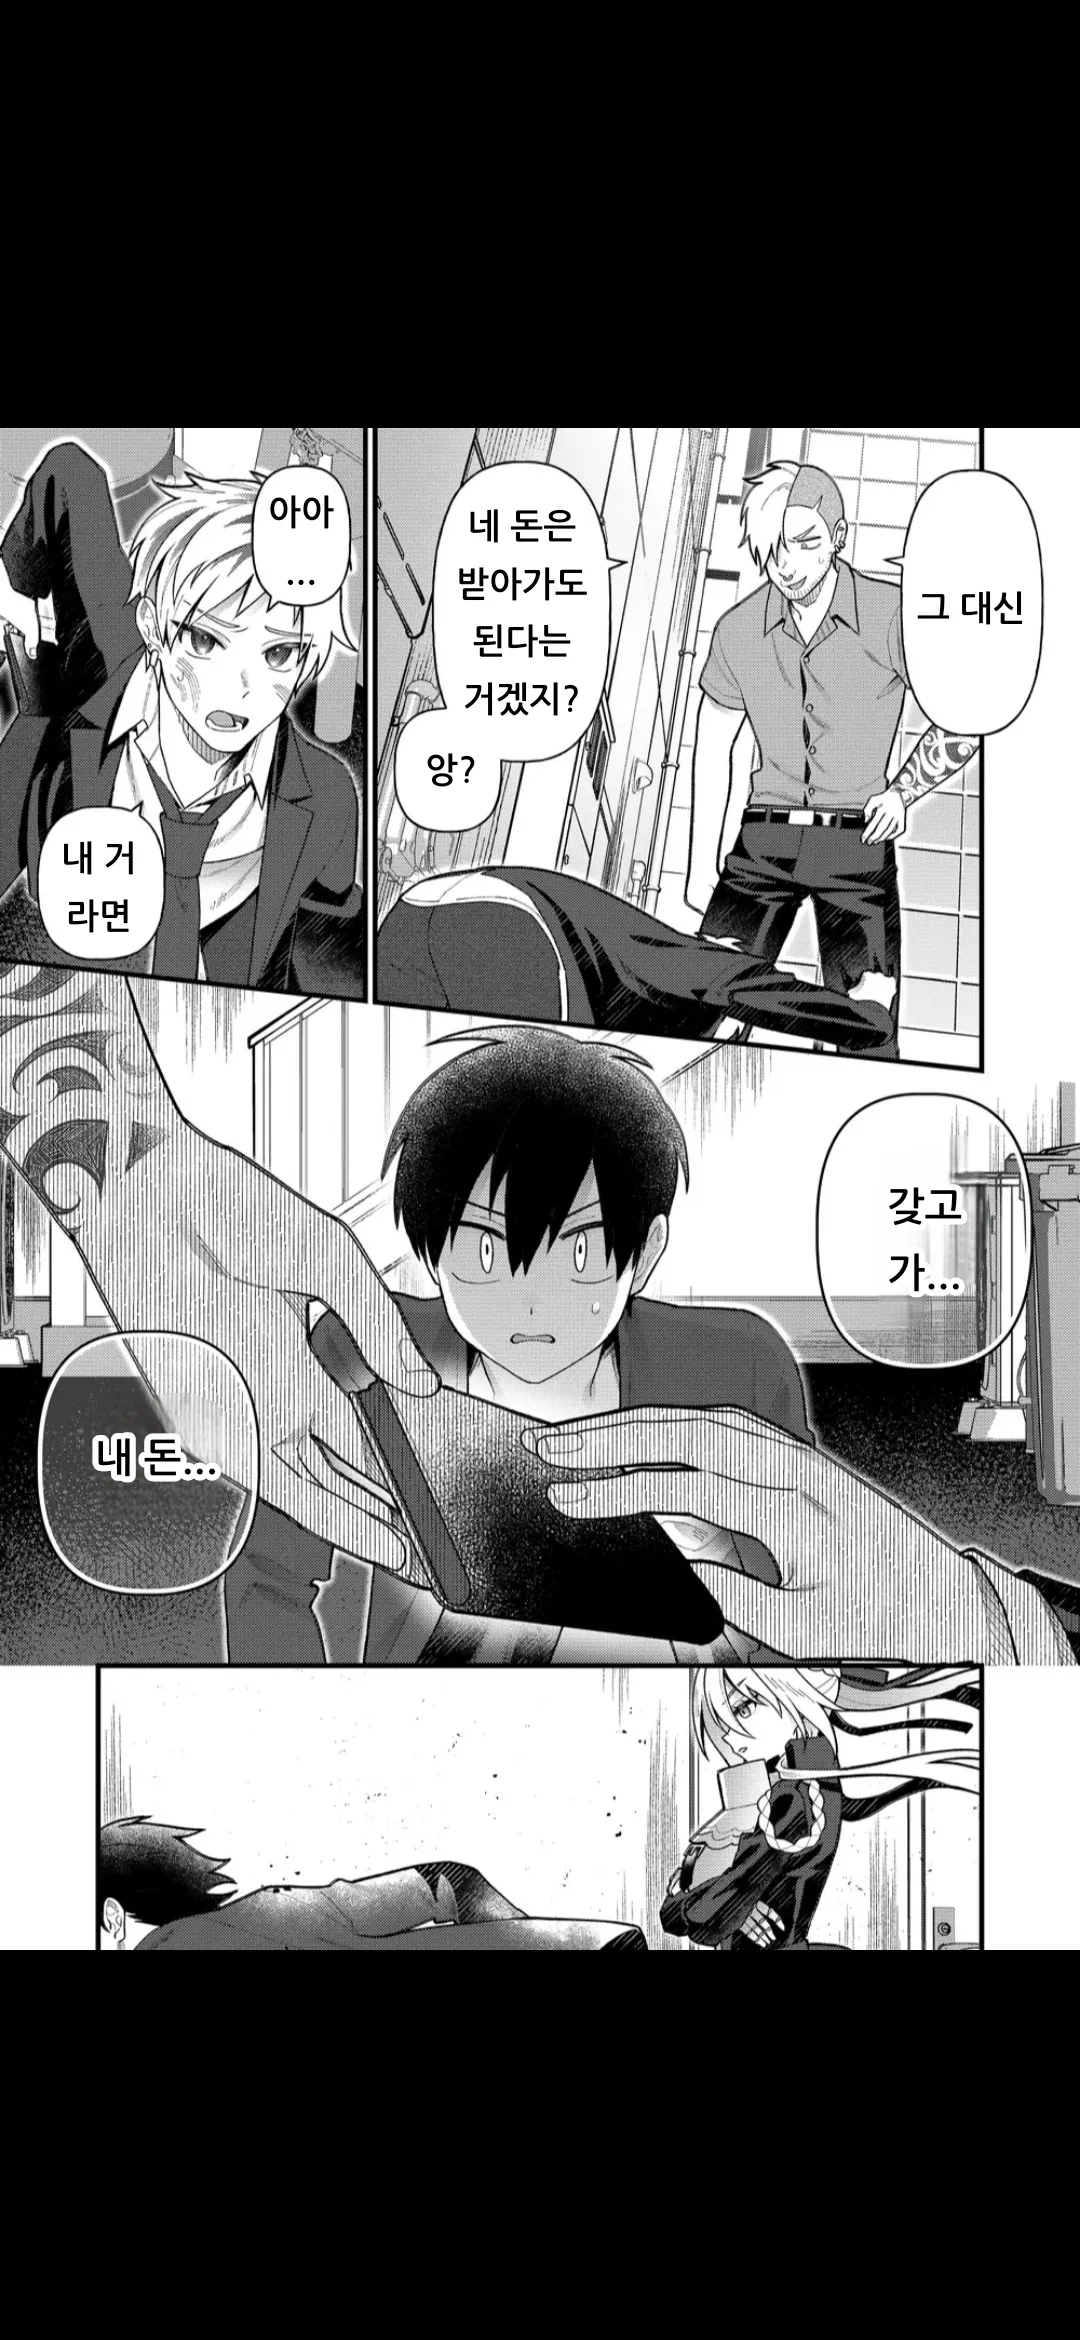 그 대신
네 돈은
받아가도
된다는
거겠지?
앙?
아아
...
내 거
라면
갖고
가...
내 돈...